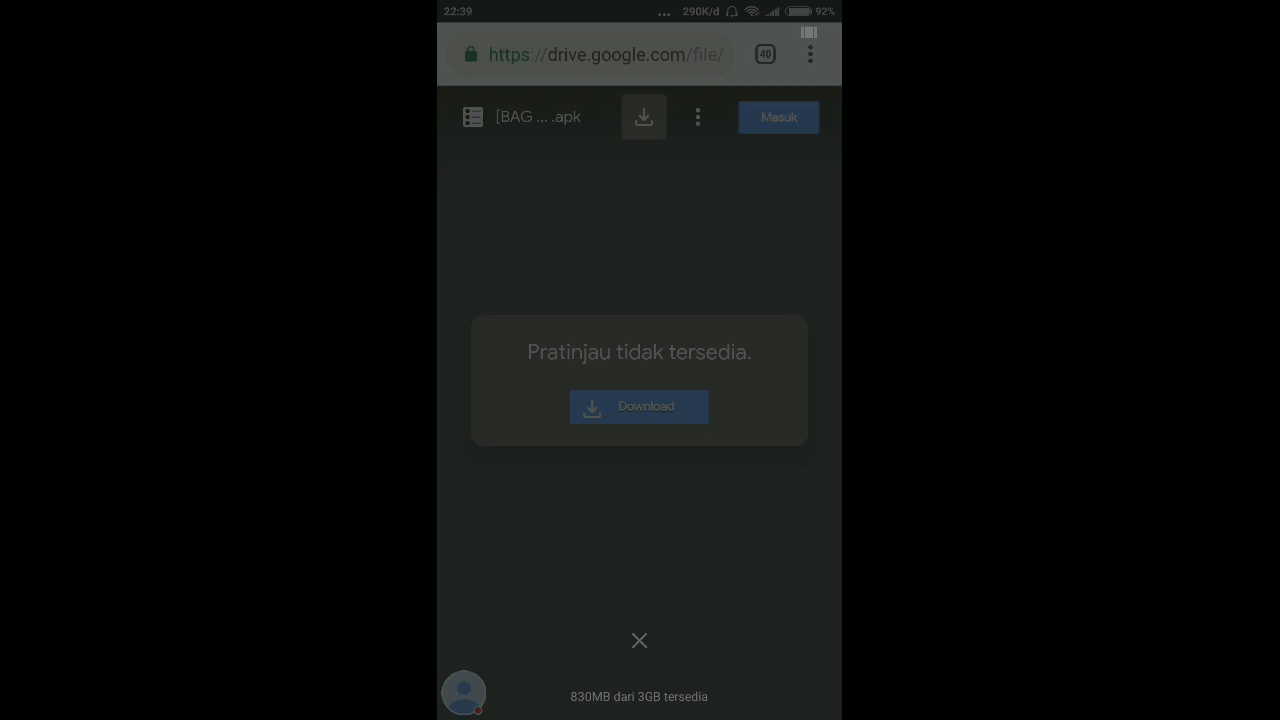 22:39 ... 290K/d 92%
https://drive.google.com/file/ 40
[BAG ... .apk Masuk
Pratinjau tidak tersedia.
Download
830MB dari 3GB tersedia